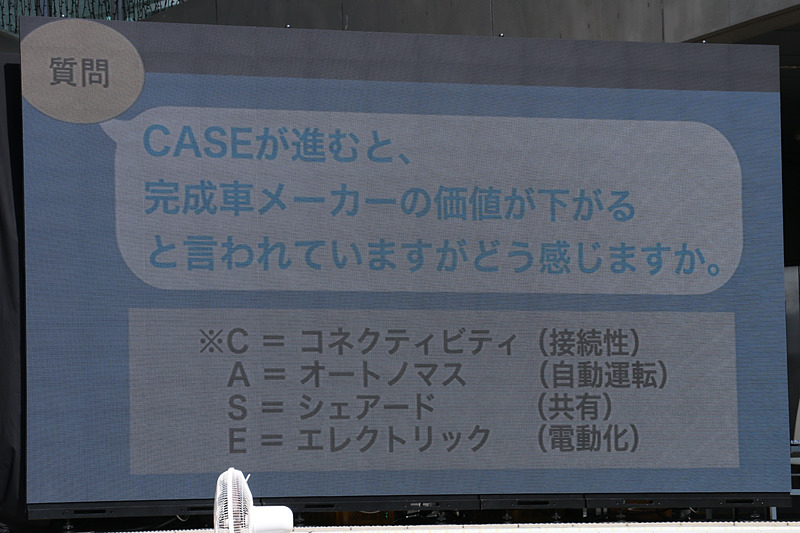 質問
CASEが進むと、
完成車メーカーの価値が下がる
と言われていますがどう感じますか。
※C = コネクティビティ（接続性）
A = オートノマス （自動運転）
S = シェアード （共有）
E = エレクトリック （電動化）